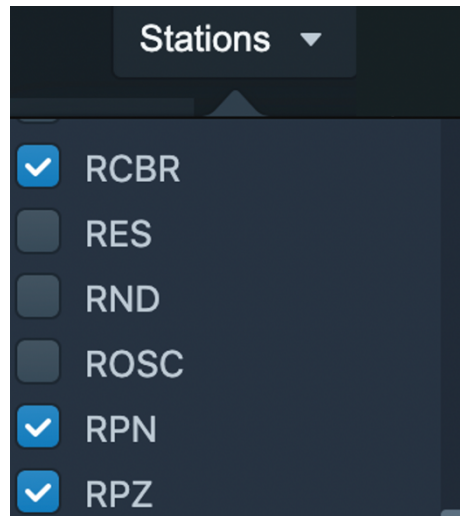 Stations
RCBR
RES
RND
ROSC
RPN
RPZ